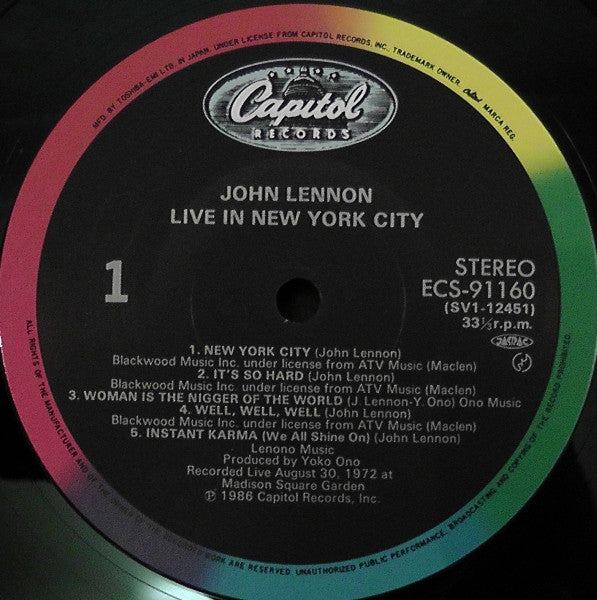 MFD. BY TOSHIBA-EMI LTD. IN JAPAN, UNDER LICENSE FROM CAPITOL RECORDS, INC., TRADEMARK OWNER. Capitol MARCA REG.
Capitol
RECORDS
JOHN LENNON
LIVE IN NEW YORK CITY
1
STEREO
ECS-91160
(SV1-12451)
33⅓r.p.m.
JASRAC
1. NEW YORK CITY (John Lennon)
Blackwood Music Inc. under license from ATV Music (Maclen)
2. IT'S SO HARD (John Lennon)
Blackwood Music Inc. under license from ATV Music (Maclen)
3. WOMAN IS THE NIGGER OF THE WORLD (J. Lennon-Y. Ono) Ono Music
4. WELL, WELL, WELL (John Lennon)
Blackwood Music Inc. under license from ATV Music (Maclen)
5. INSTANT KARMA (We All Shine On) (John Lennon)
Lenono Music
Produced by Yoko Ono
Recorded Live August 30, 1972 at
Madison Square Garden
℗ 1986 Capitol Records, Inc.
ALL RIGHTS OF THE MANUFACTURER AND OF THE OWNER OF THE RECORDED WORK ARE RESERVED. UNAUTHORIZED PUBLIC PERFORMANCE, BROADCASTING AND COPYING OF THE RECORD PROHIBITED.